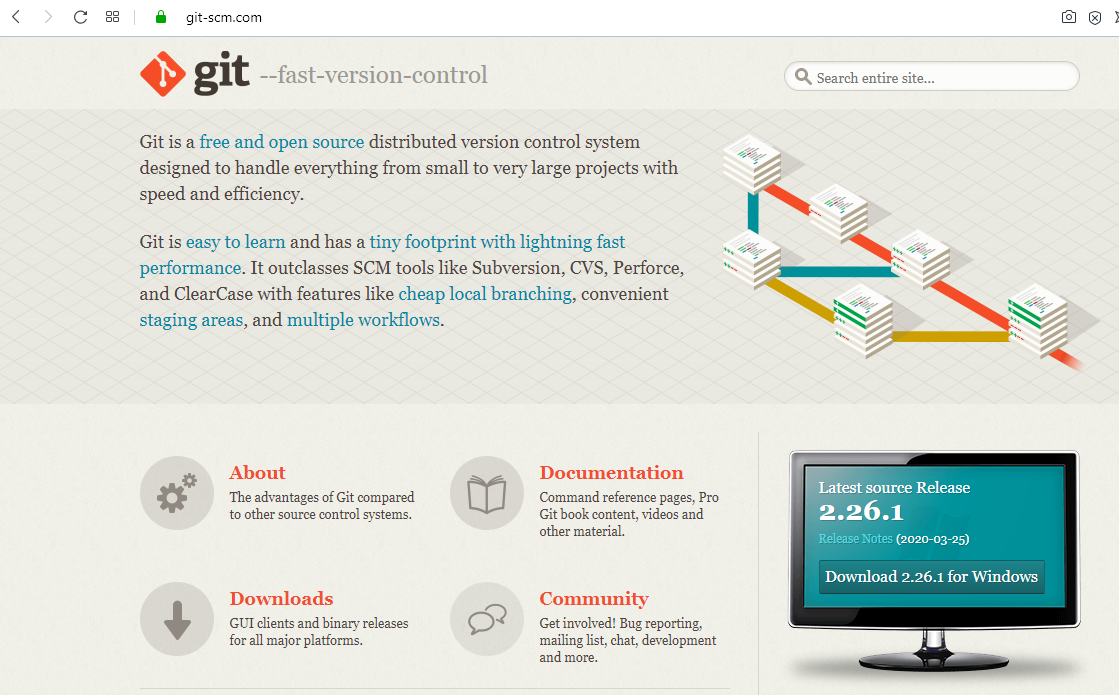 git-scm.com
git --fast-version-control
Search entire site...
Git is a free and open source distributed version control system
designed to handle everything from small to very large projects with
speed and efficiency.
Git is easy to learn and has a tiny footprint with lightning fast
performance. It outclasses SCM tools like Subversion, CVS, Perforce,
and ClearCase with features like cheap local branching, convenient
staging areas, and multiple workflows.
About
The advantages of Git compared
to other source control systems.
Documentation
Command reference pages, Pro
Git book content, videos and
other material.
Downloads
GUI clients and binary releases
for all major platforms.
Community
Get involved! Bug reporting,
mailing list, chat, development
and more.
Latest source Release
2.26.1
Release Notes (2020-03-25)
Download 2.26.1 for Windows